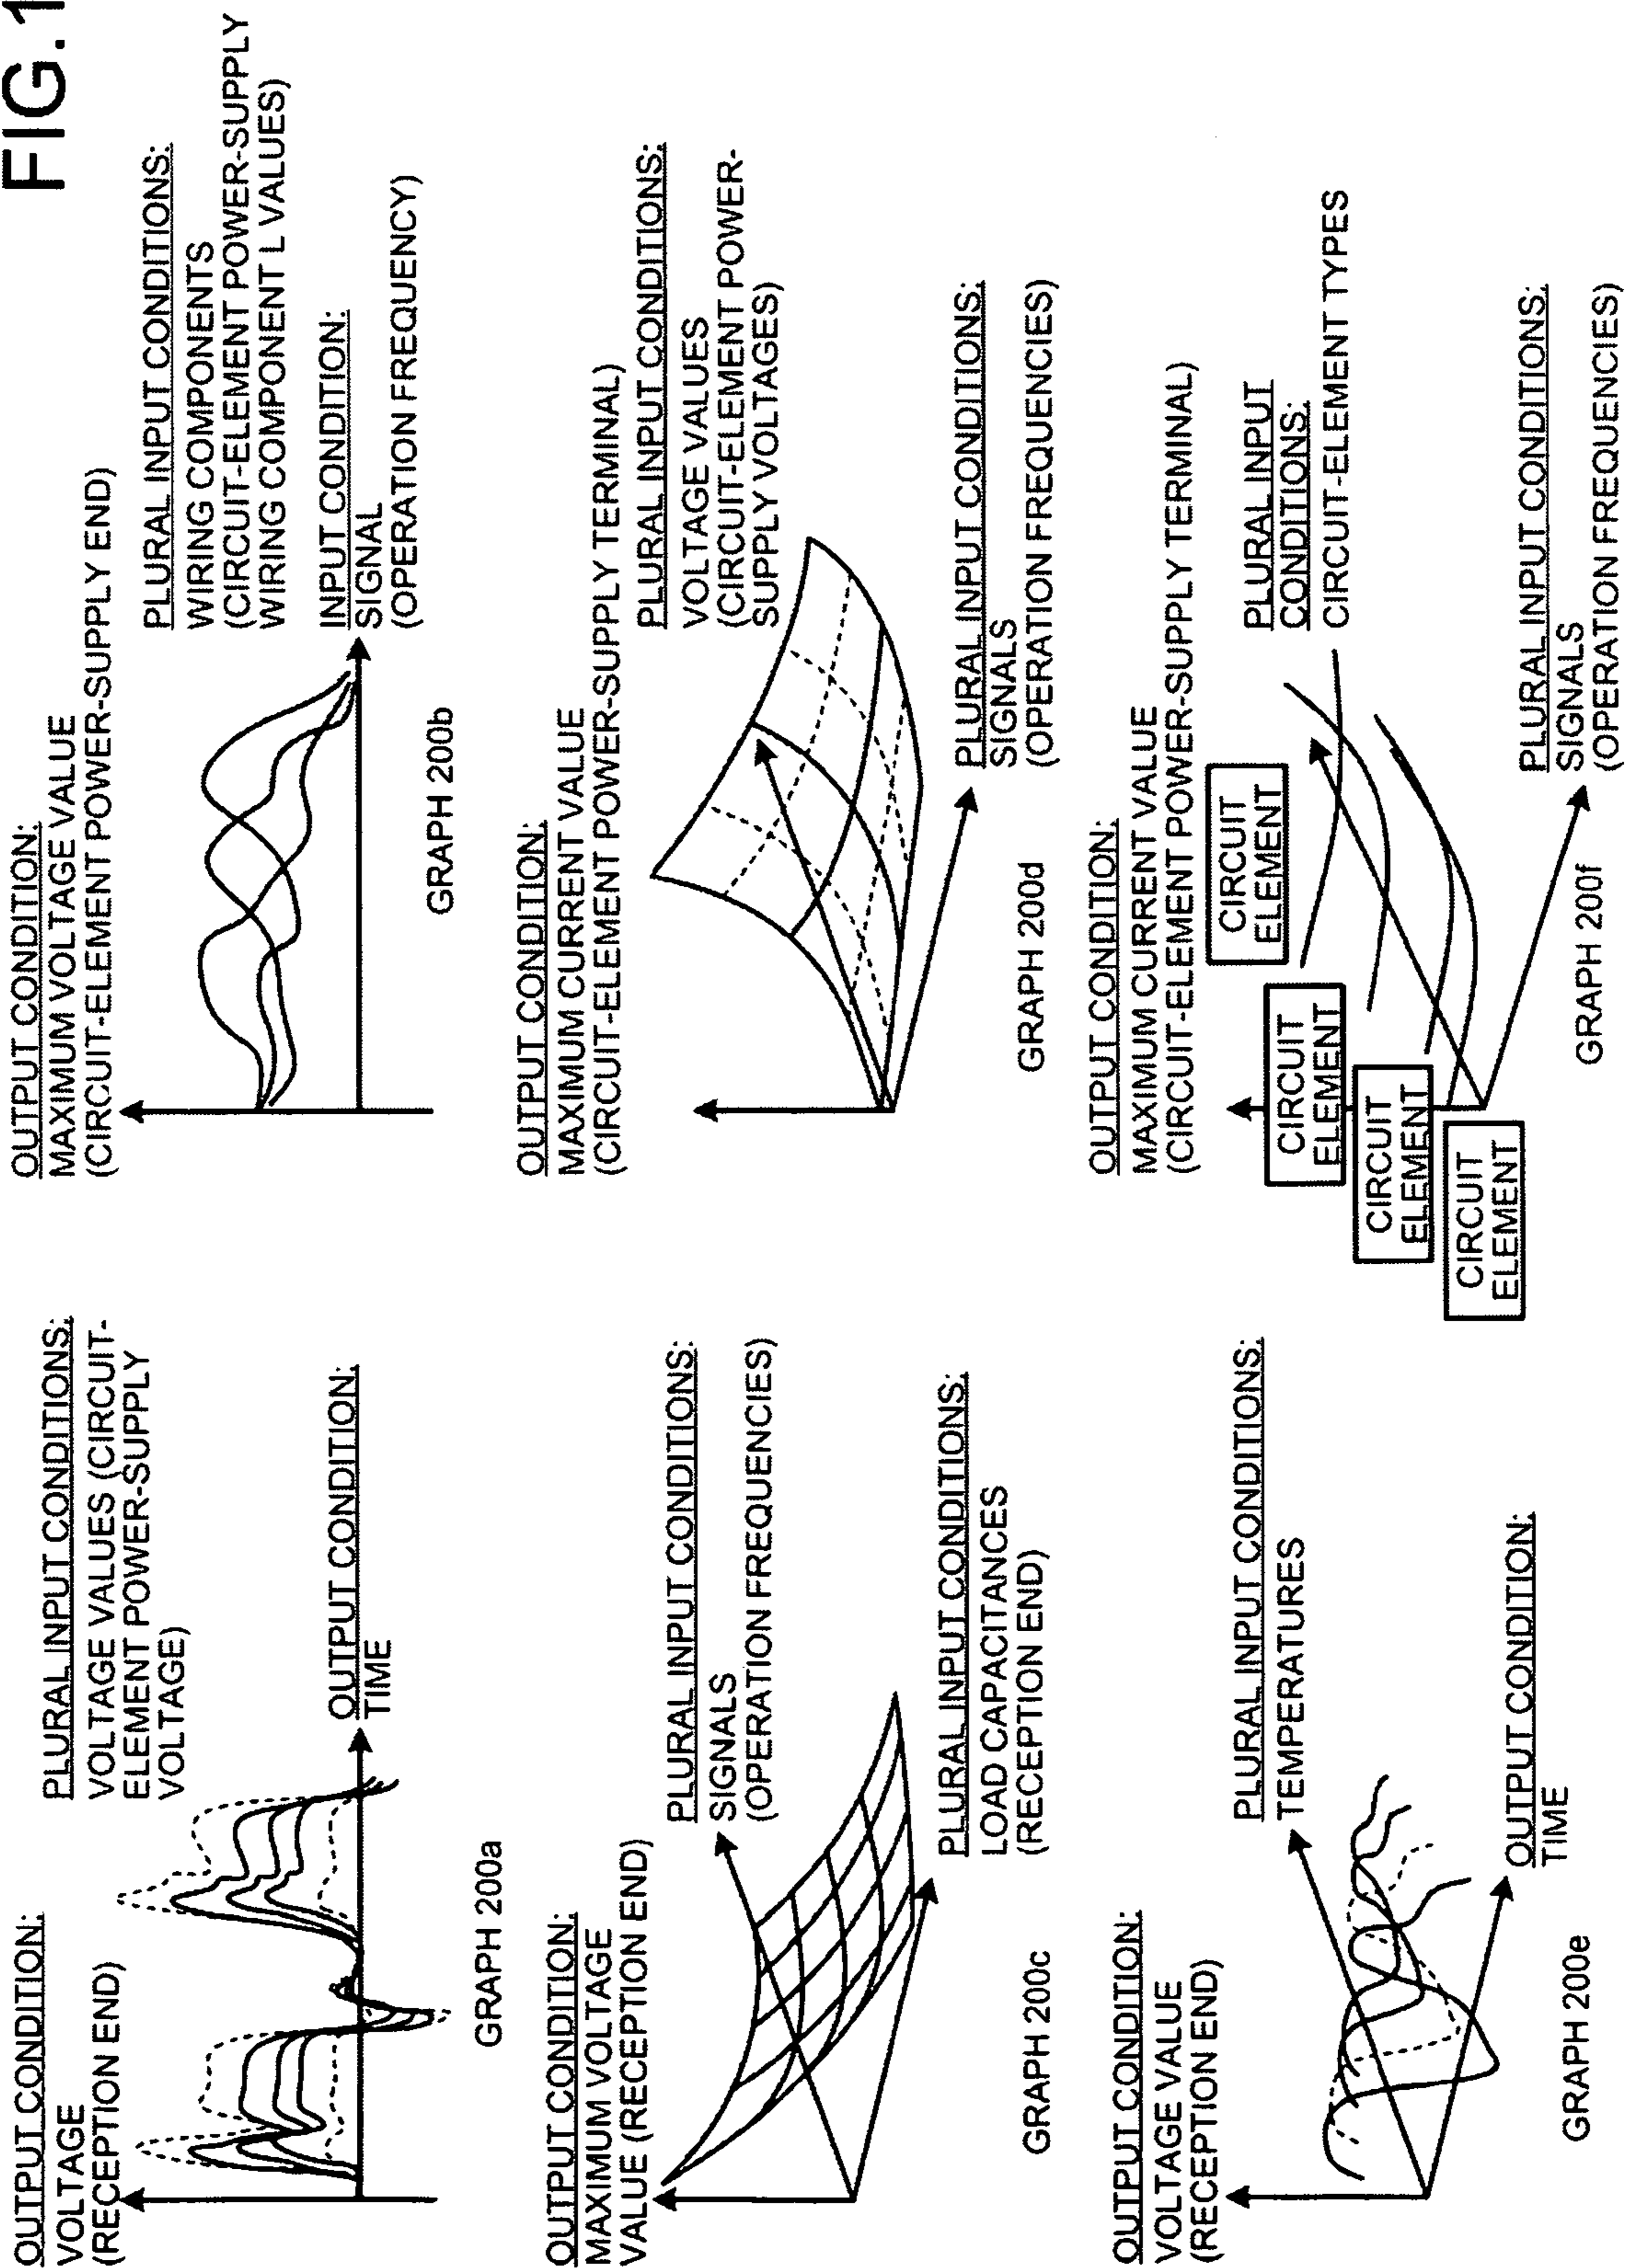 FIG.1
OUTPUT CONDITION:
VOLTAGE
(RECEPTION END)
PLURAL INPUT CONDITIONS:
VOLTAGE VALUES (CIRCUIT-
ELEMENT POWER-SUPPLY
VOLTAGE)
OUTPUT CONDITION:
TIME
GRAPH 200a
OUTPUT CONDITION:
MAXIMUM VOLTAGE VALUE
(CIRCUIT-ELEMENT POWER-SUPPLY END)
PLURAL INPUT CONDITIONS:
WIRING COMPONENTS
(CIRCUIT-ELEMENT POWER-SUPPLY
WIRING COMPONENT L VALUES)
INPUT CONDITION:
SIGNAL
(OPERATION FREQUENCY)
GRAPH 200b
OUTPUT CONDITION:
MAXIMUM VOLTAGE
VALUE (RECEPTION END)
PLURAL INPUT CONDITIONS:
SIGNALS
(OPERATION FREQUENCIES)
PLURAL INPUT CONDITIONS:
LOAD CAPACITANCES
(RECEPTION END)
GRAPH 200c
OUTPUT CONDITION:
MAXIMUM CURRENT VALUE
(CIRCUIT-ELEMENT POWER-SUPPLY TERMINAL)
PLURAL INPUT CONDITIONS:
VOLTAGE VALUES
(CIRCUIT-ELEMENT POWER-
SUPPLY VOLTAGES)
PLURAL INPUT CONDITIONS:
SIGNALS
(OPERATION FREQUENCIES)
GRAPH 200d
OUTPUT CONDITION:
VOLTAGE VALUE
(RECEPTION END)
PLURAL INPUT CONDITIONS:
TEMPERATURES
OUTPUT CONDITION:
TIME
GRAPH 200e
OUTPUT CONDITION:
MAXIMUM CURRENT VALUE
(CIRCUIT-ELEMENT POWER-SUPPLY TERMINAL)
CIRCUIT
ELEMENT
CIRCUIT
ELEMENT
CIRCUIT
ELEMENT
CIRCUIT
ELEMENT
PLURAL INPUT
CONDITIONS:
CIRCUIT-ELEMENT TYPES
PLURAL INPUT CONDITIONS:
SIGNALS
(OPERATION FREQUENCIES)
GRAPH 200f